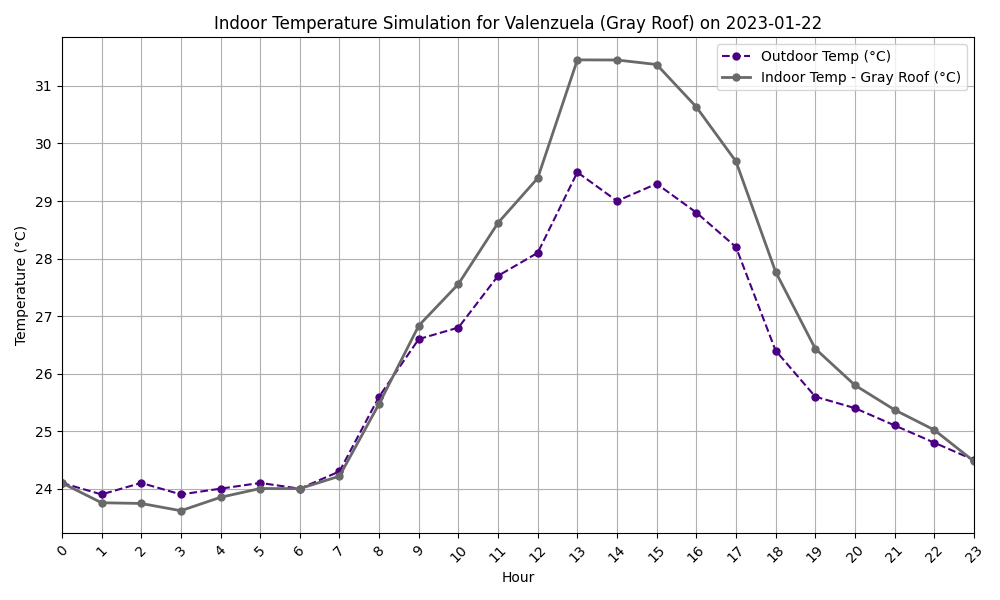 Indoor Temperature Simulation for Valenzuela (Gray Roof) on 2023-01-22
Outdoor Temp (°C)
Indoor Temp - Gray Roof (°C)
Temperature (°C)
31
30
29
28
27
26
25
24
0 1 2 3 4 5 6 7 8 9 10 11 12 13 14 15 16 17 18 19 20 21 22 23
Hour